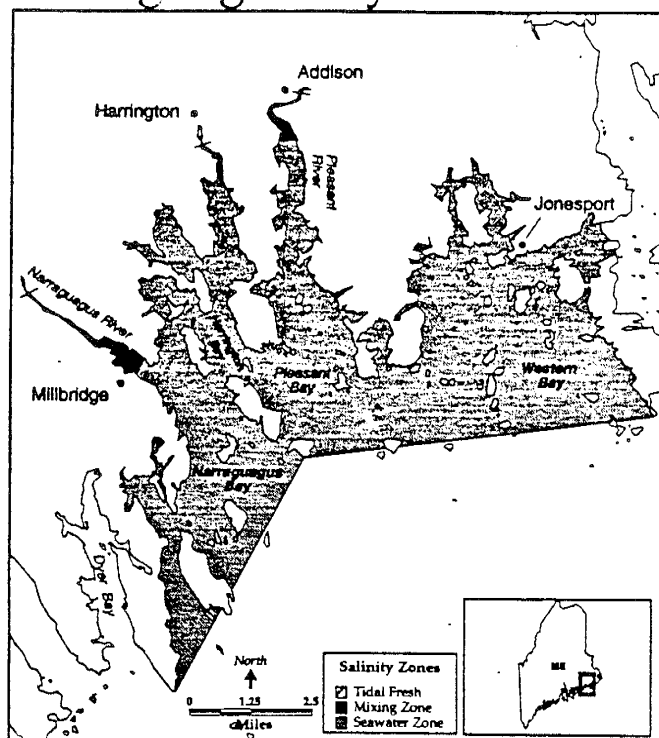 Addison
Harrington
Pleasant
River
Jonesport
Narraguagus River
Millbridge
Pleasant
Bay
Western
Bay
Narraguagus
Bay
Dyer Bay
North
0 1.25 2.5
Miles
Salinity Zones
Tidal Fresh
Mixing Zone
Seawater Zone
ME